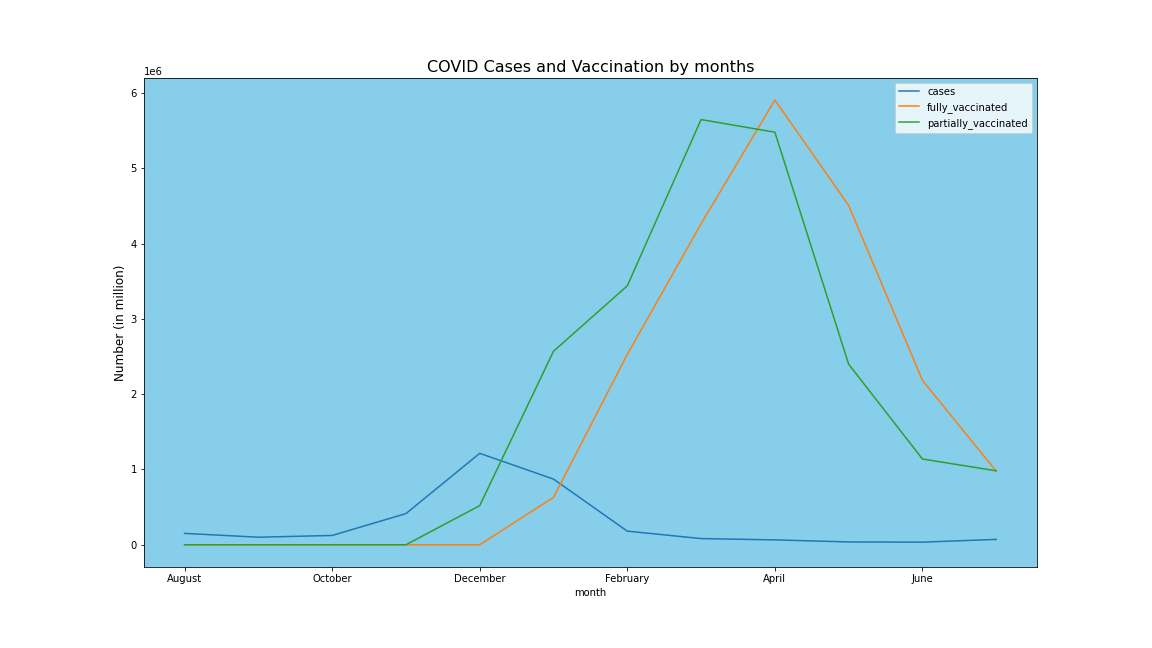 COVID Cases and Vaccination by months
1e6
cases
fully_vaccinated
partially_vaccinated
6
5
4
3
2
1
0
Number (in million)
August October December February April June
month